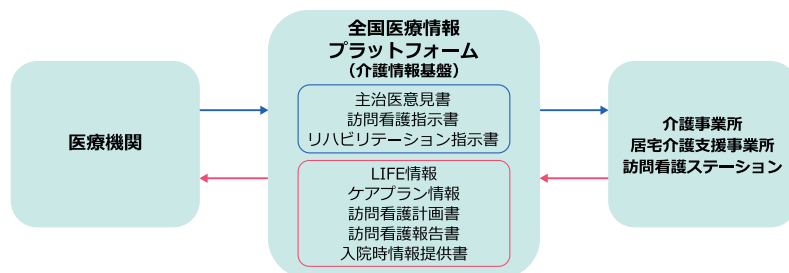 医療機関
全国医療情報
プラットフォーム
（介護情報基盤）
主治医意見書
訪問看護指示書
リハビリテーション指示書
LIFE情報
ケアプラン情報
訪問看護計画書
訪問看護報告書
入院時情報提供書
介護事業所
居宅介護支援事業所
訪問看護ステーション